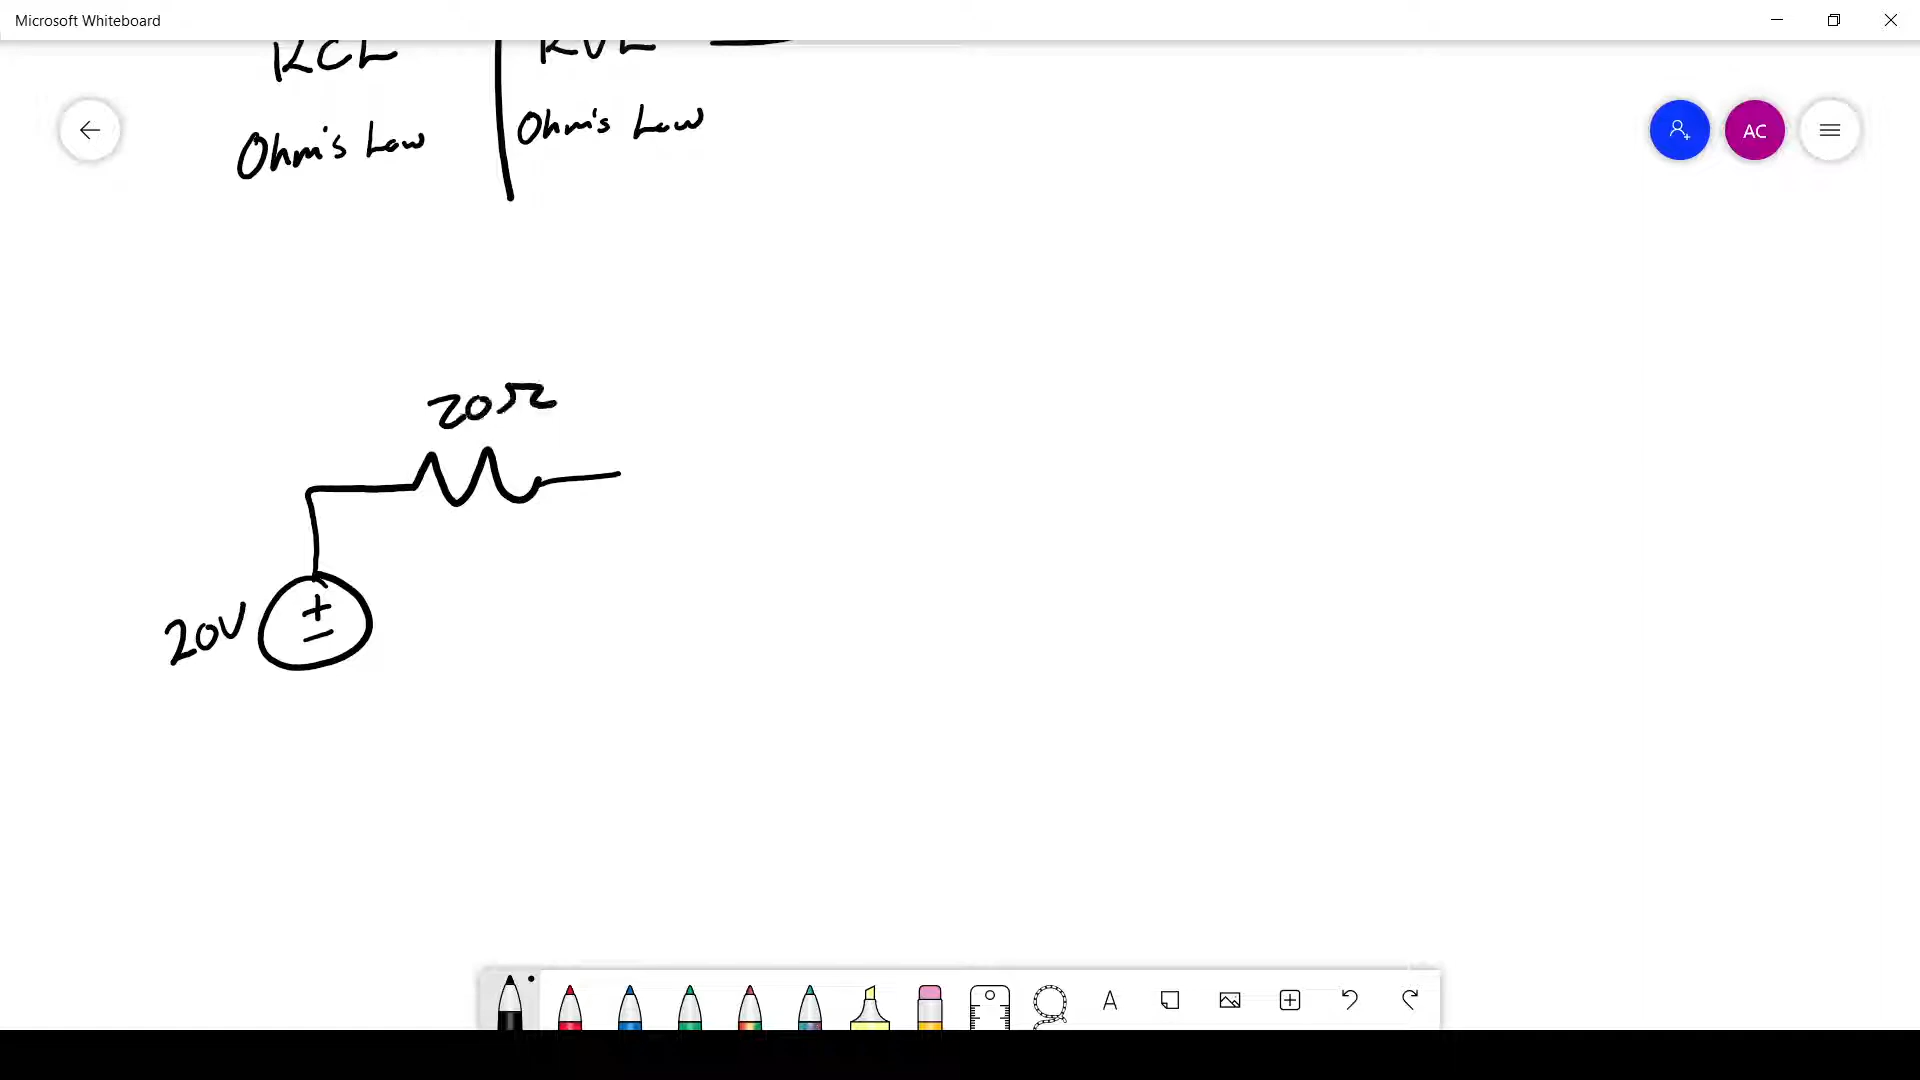 Microsoft Whiteboard
KCL
KVL
Ohm's Law
Ohm's Law
AC
20Ω
20V
+
−
A